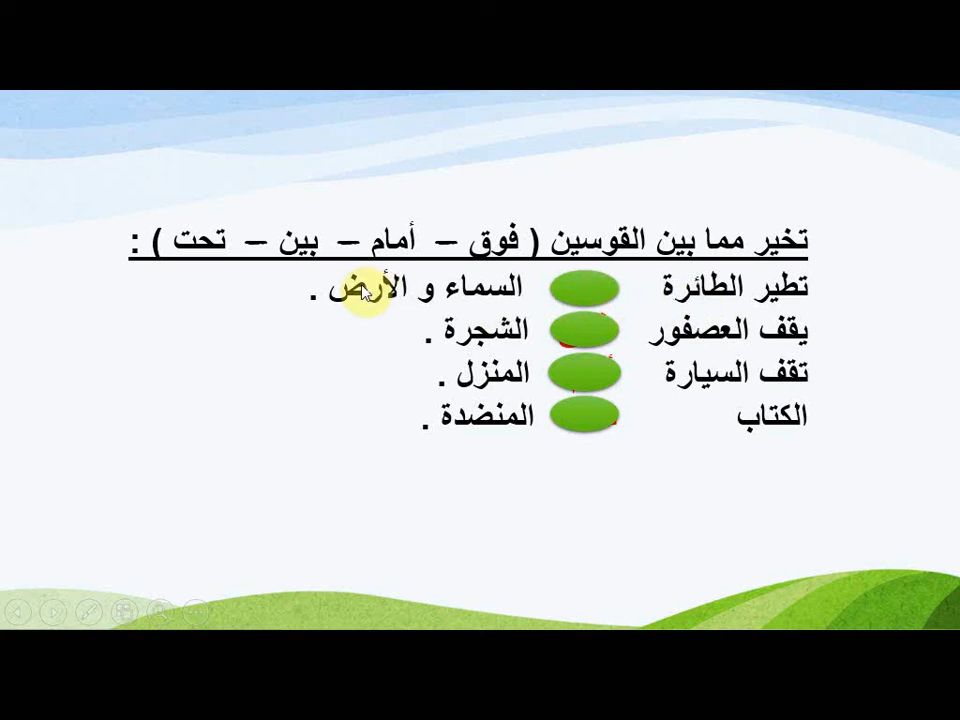 تخير مما بين القوسين ( فوق – أمام – بين – تحت ) :
تطير الطائرة السماء و الأرض .
يقف العصفور الشجرة .
تقف السيارة المنزل .
الكتاب المنضدة .